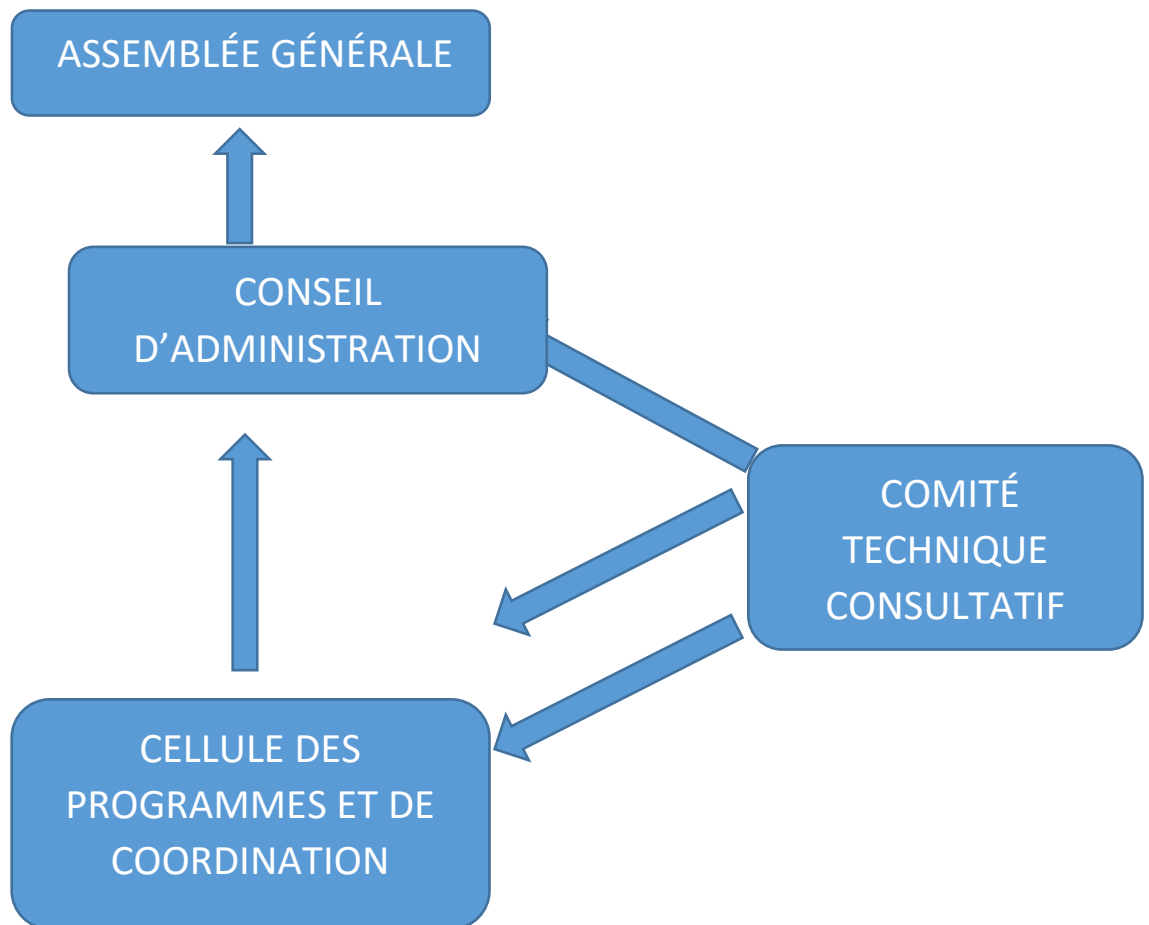 ASSEMBLÉE GÉNÉRALE
CONSEIL
D’ADMINISTRATION
COMITÉ
TECHNIQUE
CONSULTATIF
CELLULE DES
PROGRAMMES ET DE
COORDINATION